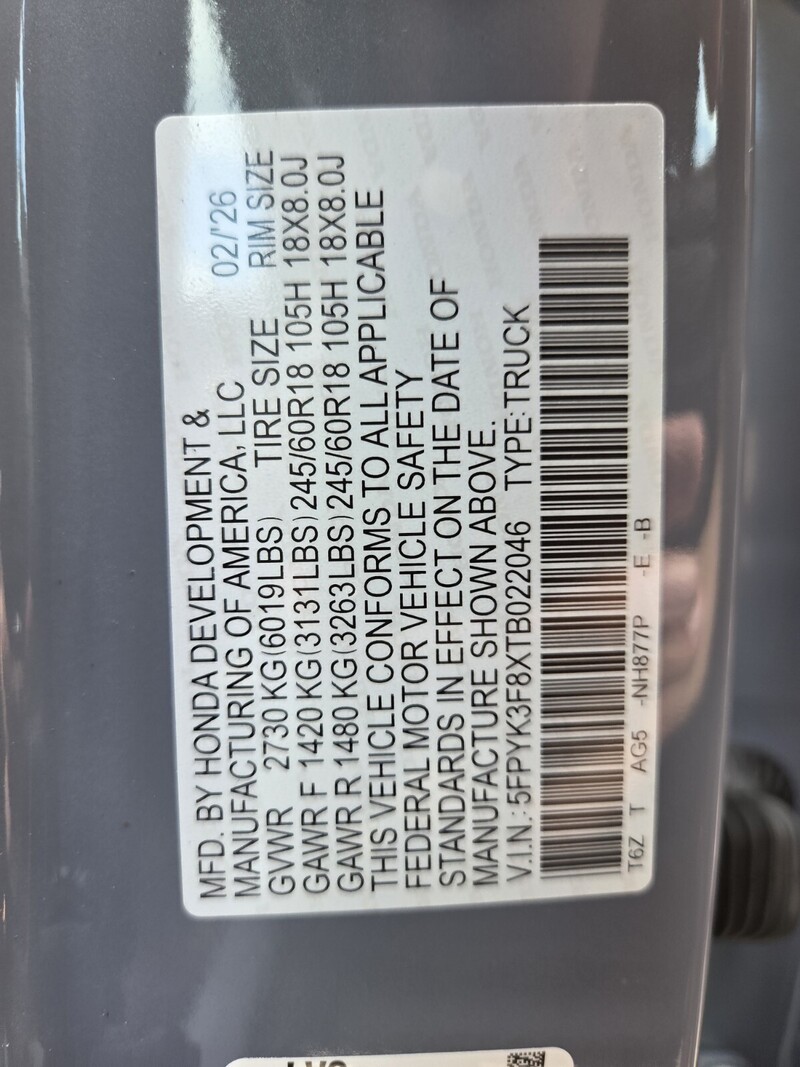 MFD. BY HONDA DEVELOPMENT &
MANUFACTURING OF AMERICA, LLC 02/'26
GVWR 2730 KG(6019LBS) TIRE SIZE RIM SIZE
GAWR F 1420 KG(3131LBS)245/60R18 105H 18X8.0J
GAWR R 1480 KG(3263LBS)245/60R18 105H 18X8.0J
THIS VEHICLE CONFORMS TO ALL APPLICABLE
FEDERAL MOTOR VEHICLE SAFETY
STANDARDS IN EFFECT ON THE DATE OF
MANUFACTURE SHOWN ABOVE.
V.I.N.: 5FPYK3F8XTB022046 TYPE:TRUCK
T6Z T AG5 -NH877P -E -B